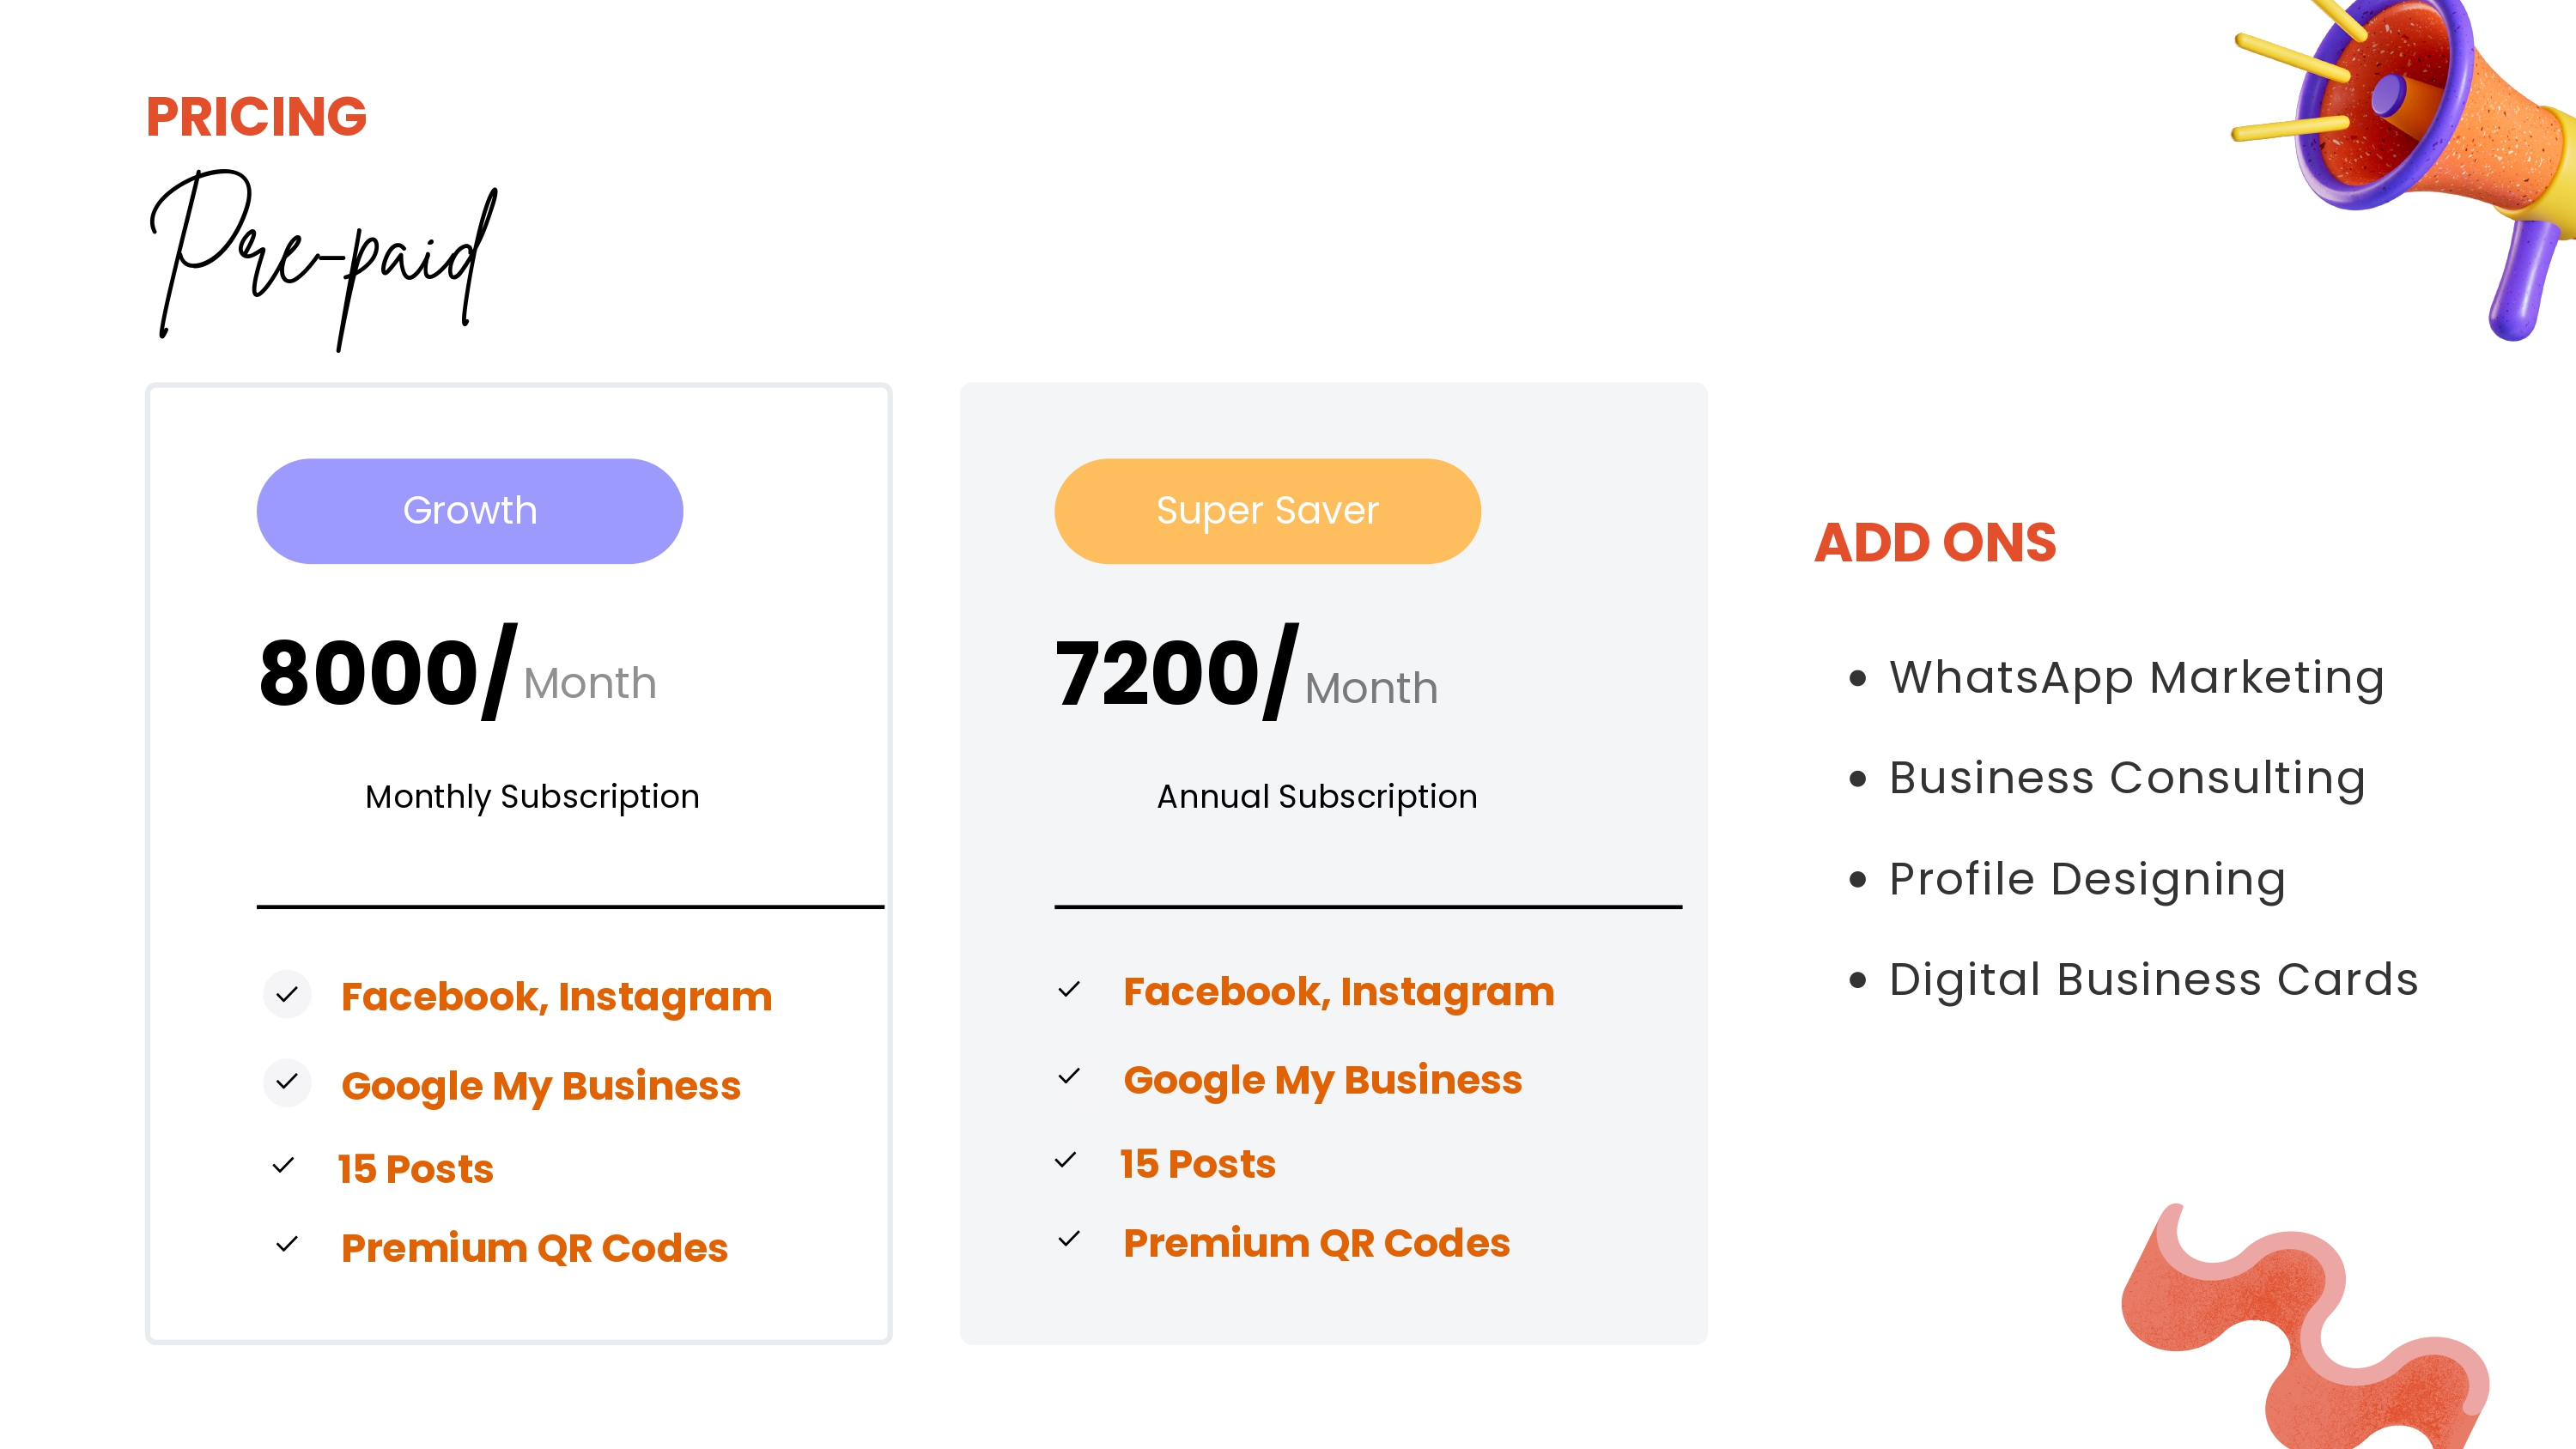 PRICING
Pre-paid
Growth
8000/Month
Monthly Subscription
Facebook, Instagram
Google My Business
15 Posts
Premium QR Codes
Super Saver
7200/Month
Annual Subscription
Facebook, Instagram
Google My Business
15 Posts
Premium QR Codes
ADD ONS
WhatsApp Marketing
Business Consulting
Profile Designing
Digital Business Cards